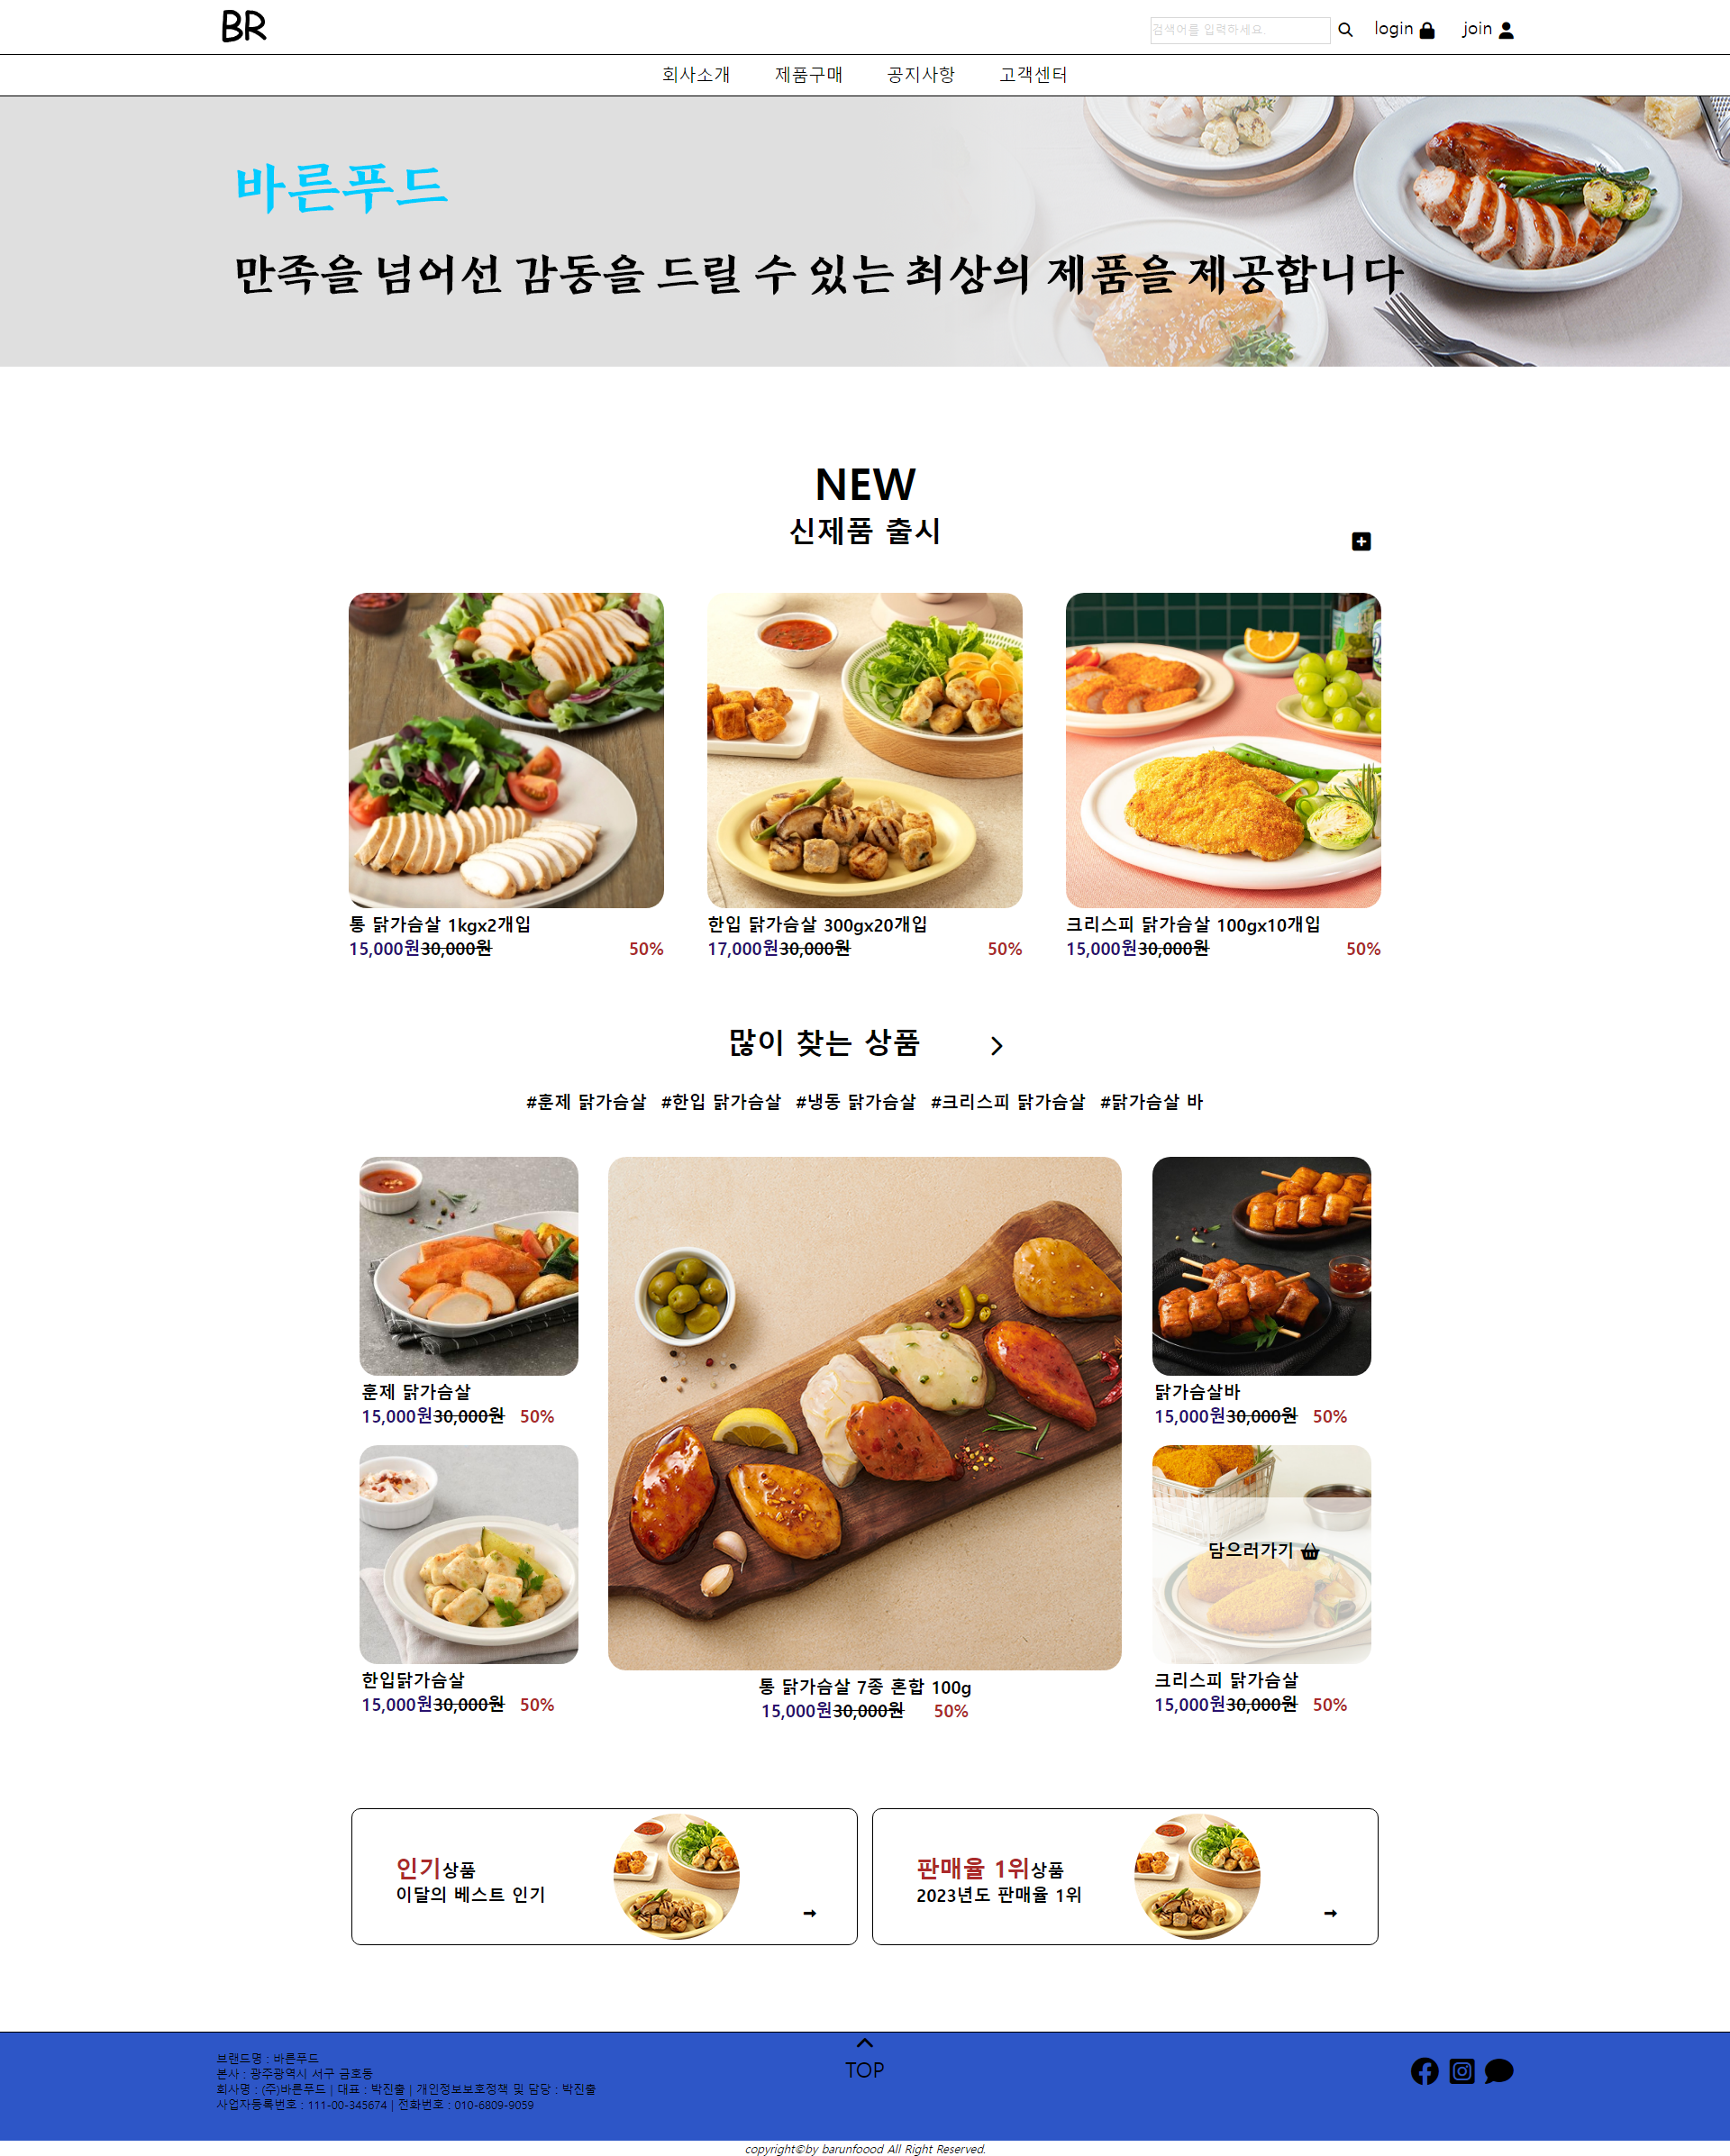 BR
검색어를 입력하세요.
login
join
회사소개 제품구매 공지사항 고객센터
바른푸드
만족을 넘어선 감동을 드릴 수 있는 최상의 제품을 제공합니다
NEW
신제품 출시
통 닭가슴살 1kgx2개입
15,000원30,000원 50%
한입 닭가슴살 300gx20개입
17,000원30,000원 50%
크리스피 닭가슴살 100gx10개입
15,000원30,000원 50%
많이 찾는 상품
#훈제 닭가슴살 #한입 닭가슴살 #냉동 닭가슴살 #크리스피 닭가슴살 #닭가슴살 바
훈제 닭가슴살
15,000원30,000원 50%
한입닭가슴살
15,000원30,000원 50%
통 닭가슴살 7종 혼합 100g
15,000원30,000원 50%
닭가슴살바
15,000원30,000원 50%
담으러가기
크리스피 닭가슴살
15,000원30,000원 50%
인기상품
이달의 베스트 인기
판매율 1위상품
2023년도 판매율 1위
브랜드명 : 바른푸드
본사 : 광주광역시 서구 금호동
회사명 : (주)바른푸드 | 대표 : 박진출 | 개인정보보호정책 및 담당 : 박진출
사업자등록번호 : 111-00-345674 | 전화번호 : 010-6809-9059
TOP
copyright©by barunfoood All Right Reserved.